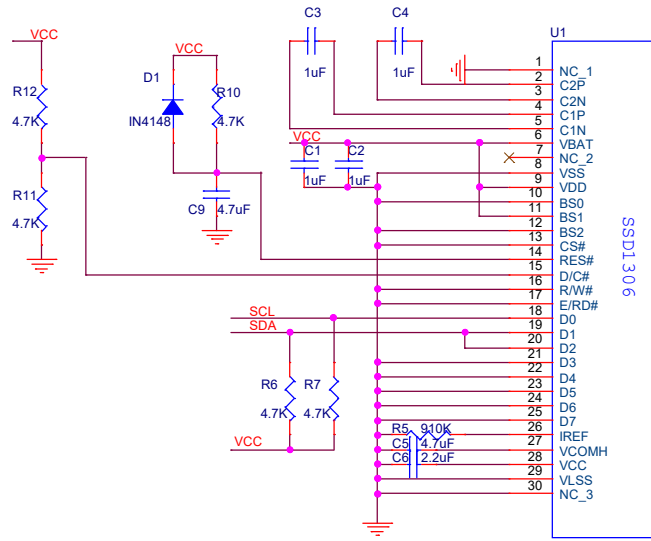 C3
C4
1uF
1uF
VCC
R12
4.7K
R11
4.7K
VCC
D1
IN4148
R10
4.7K
C9
4.7uF
VCC
C1
1uF
C2
1uF
SCL
SDA
R6
4.7K
R7
4.7K
VCC
R5 910K
C5 4.7uF
C6 2.2uF
U1
1 NC_1
2 C2P
3 C2N
4 C1P
5 C1N
6 VBAT
7 NC_2
8 VSS
9 VDD
10 BS0
11 BS1
12 BS2
13 CS#
14 RES#
15 D/C#
16 R/W#
17 E/RD#
18 D0
19 D1
20 D2
21 D3
22 D4
23 D5
24 D6
25 D7
26 IREF
27 VCOMH
28 VCC
29 VLSS
30 NC_3
SSD1306